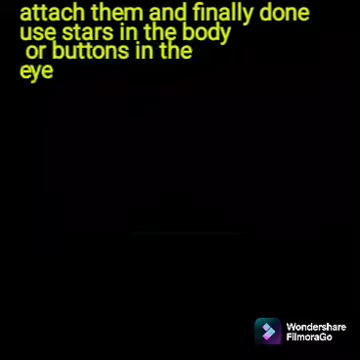 attach them and finally done
use stars in the body
or buttons in the
eye
Wondershare
FilmoraGo